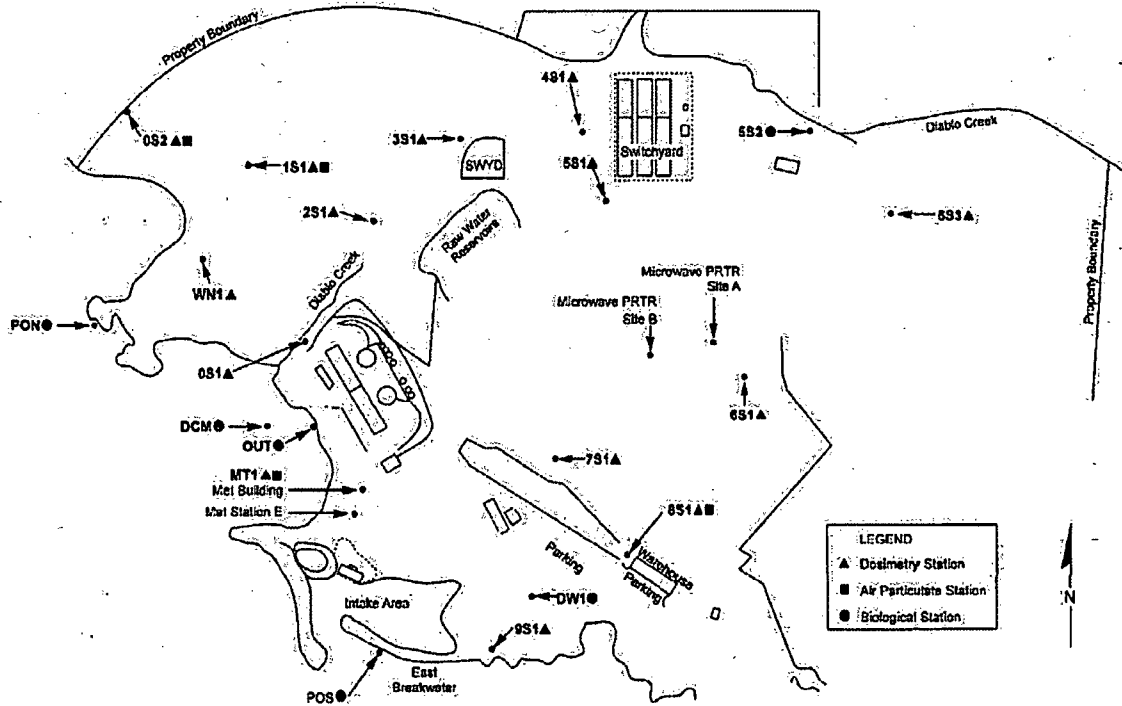 Property Boundary
4S1▲
0S2▲■
3S1▲
SWYD
Switchyard
5S2●
Diablo Creek
1S1▲■
5S1▲
2S1▲
Raw Water
Reservoirs
5S3▲
Property Boundary
WN1▲
Diablo Creek
Microwave PRTR
Site A
Microwave PRTR
Site B
PON●
0S1▲
6S1▲
DCM●
OUT●
7S1▲
MT1▲■
Met Building
Met Station E
8S1▲■
Parking
Warehouse
Parking
LEGEND
▲ Dosimetry Station
■ Air Particulate Station
● Biological Station
N
Intake Area
DW1●
9S1▲
East
Breakwater
POS●